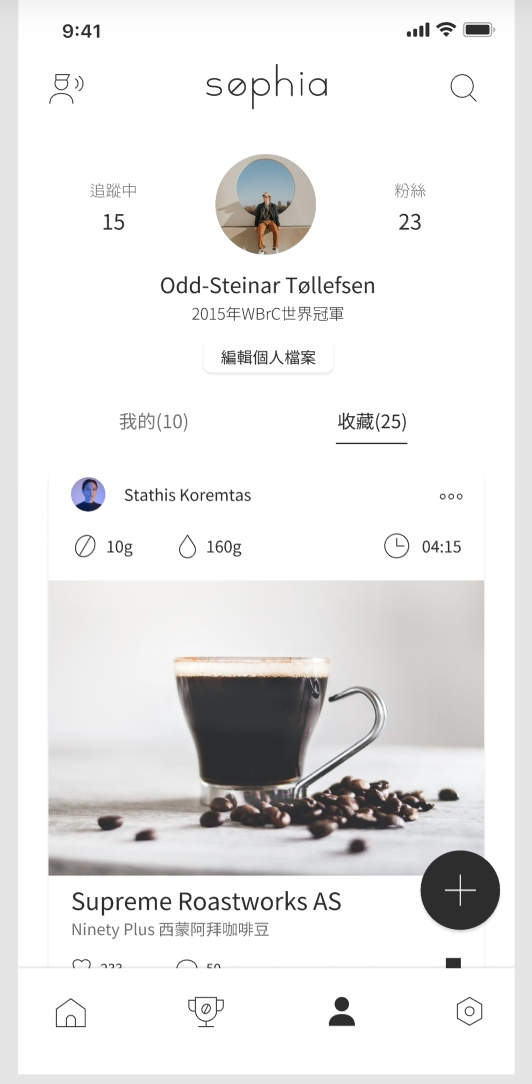 9:41
søphia
追蹤中
15
粉絲
23
Odd-Steinar Tøllefsen
2015年WBrC世界冠軍
編輯個人檔案
我的(10)
收藏(25)
Stathis Koremtas
10g
160g
04:15
Supreme Roastworks AS
Ninety Plus 西蒙阿拜咖啡豆